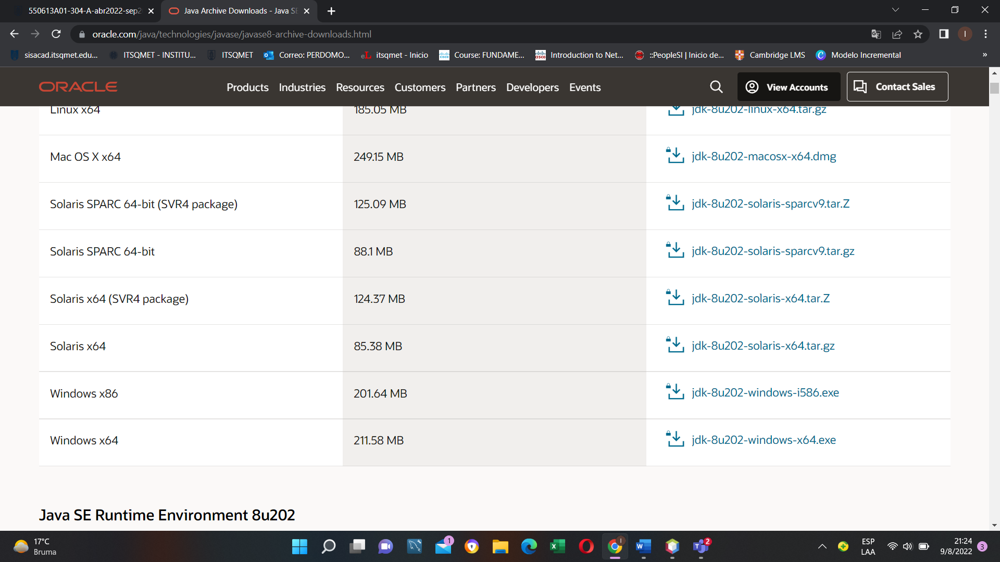 550613A01-304-A-abr2022-sep2
Java Archive Downloads - Java SE
oracle.com/java/technologies/javase/javase8-archive-downloads.html
sisacad.itsqmet.edu...
ITSQMET - INSTITU...
ITSQMET
Correo: PERDOMO...
eL itsqmet - Inicio
cisco Course: FUNDAME...
cisco Introduction to Net...
::PeopleSI | Inicio de...
Cambridge LMS
C Modelo Incremental
»
ORACLE
Products Industries Resources Customers Partners Developers Events
View Accounts
Contact Sales
Linux x64 185.05 MB jdk-8u202-linux-x64.tar.gz
Mac OS X x64 249.15 MB jdk-8u202-macosx-x64.dmg
Solaris SPARC 64-bit (SVR4 package) 125.09 MB jdk-8u202-solaris-sparcv9.tar.Z
Solaris SPARC 64-bit 88.1 MB jdk-8u202-solaris-sparcv9.tar.gz
Solaris x64 (SVR4 package) 124.37 MB jdk-8u202-solaris-x64.tar.Z
Solaris x64 85.38 MB jdk-8u202-solaris-x64.tar.gz
Windows x86 201.64 MB jdk-8u202-windows-i586.exe
Windows x64 211.58 MB jdk-8u202-windows-x64.exe
Java SE Runtime Environment 8u202
17°C
Bruma
1
2
ESP
LAA
21:24
9/8/2022
3